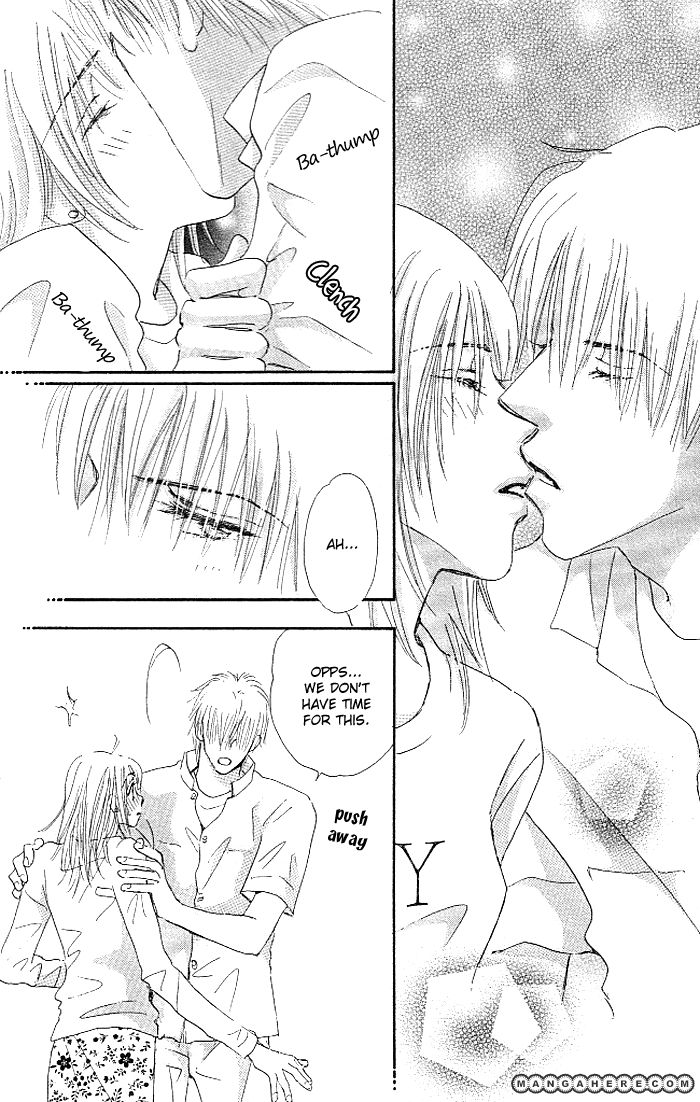 Ba-thump
Clench
Ba-thump
AH...
OPPS...
WE DON'T
HAVE TIME
FOR THIS.
push
away
Y
MANGAHERE.COM